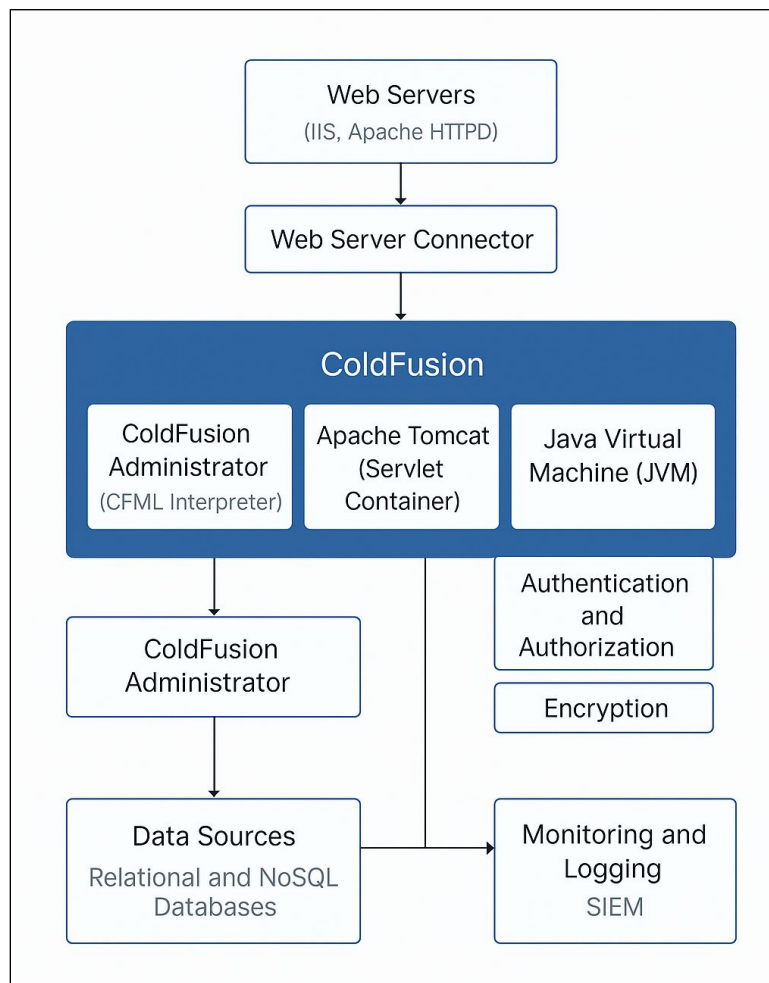 Web Servers
(IIS, Apache HTTPD)
Web Server Connector
ColdFusion
ColdFusion
Administrator
(CFML Interpreter)
Apache Tomcat
(Servlet
Container)
Java Virtual
Machine (JVM)
Authentication
and
Authorization
Encryption
ColdFusion
Administrator
Data Sources
Relational and NoSQL
Databases
Monitoring and
Logging
SIEM